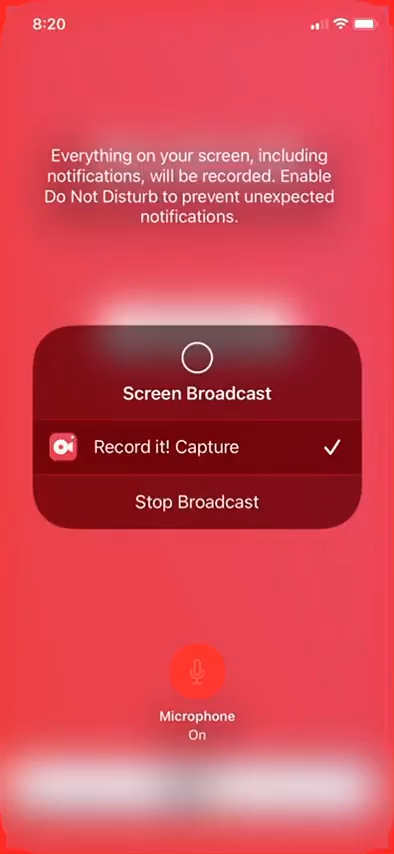 8:20
Everything on your screen, including
notifications, will be recorded. Enable
Do Not Disturb to prevent unexpected
notifications.
Screen Broadcast
Record it! Capture
Stop Broadcast
Microphone
On